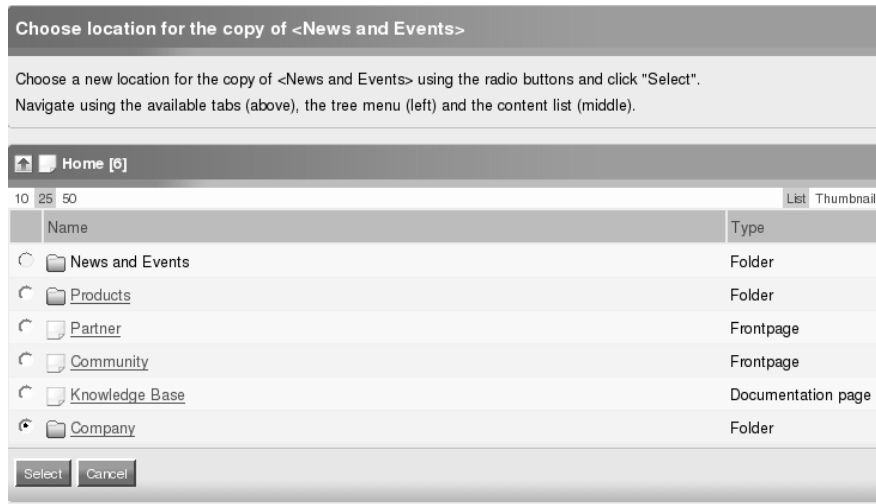 Choose location for the copy of <News and Events>
Choose a new location for the copy of <News and Events> using the radio buttons and click "Select".
Navigate using the available tabs (above), the tree menu (left) and the content list (middle).
Home [6]
10 25 50 List Thumbnail
Name Type
News and Events Folder
Products Folder
Partner Frontpage
Community Frontpage
Knowledge Base Documentation page
Company Folder
Select Cancel